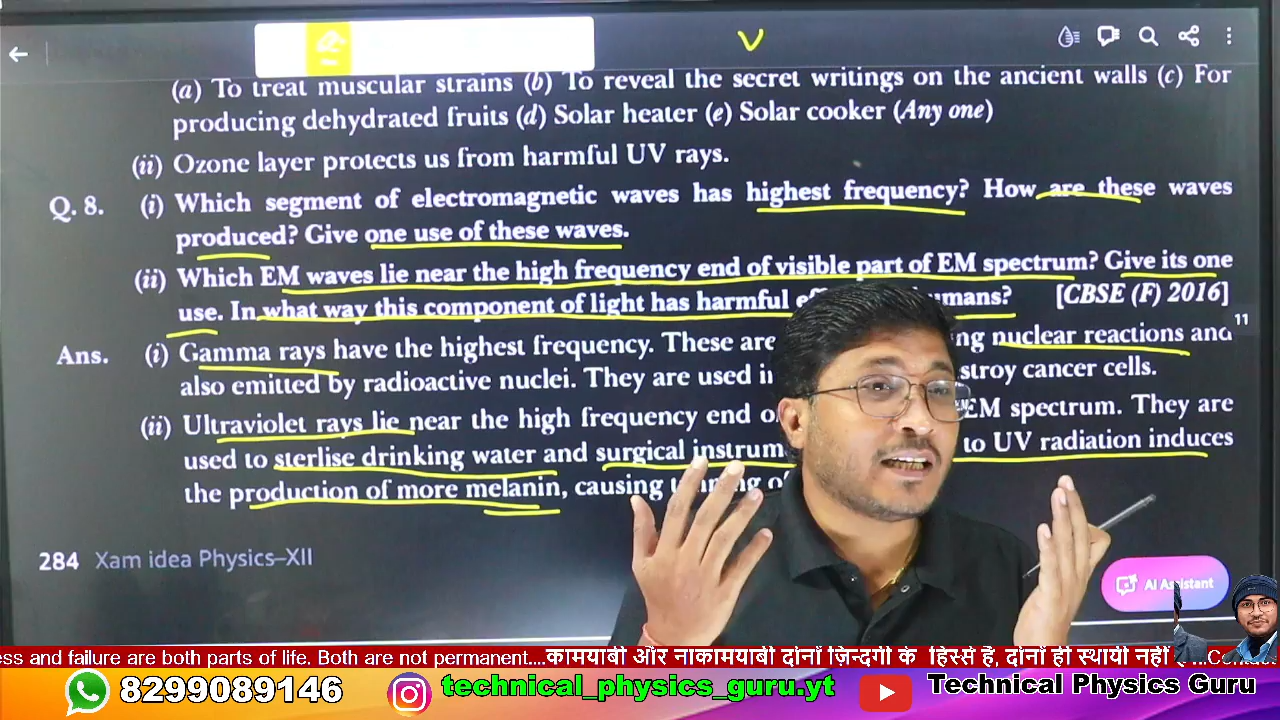 (a) To treat muscular strains (b) To reveal the secret writings on the ancient walls (c) For
producing dehydrated fruits (d) Solar heater (e) Solar cooker (Any one)
(ii) Ozone layer protects us from harmful UV rays.
Q. 8. (i) Which segment of electromagnetic waves has highest frequency? How are these waves
produced? Give one use of these waves.
(ii) Which EM waves lie near the high frequency end of visible part of EM spectrum? Give its one
use. In what way this component of light has harmful umans? [CBSE (F) 2016]
11
Ans. (i) Gamma rays have the highest frequency. These are ng nuclear reactions and
also emitted by radioactive nuclei. They are used in stroy cancer cells.
(ii) Ultraviolet rays lie near the high frequency end o EM spectrum. They are
used to sterlise drinking water and surgical instrum to UV radiation induces
the production of more melanin, causing
284 Xam idea Physics–XII
AI Assistant
ess and failure are both parts of life. Both are not permanent....कामयाबी और नाकामयाबी दोनों ज़िन्दगी के हिस्से हैं, दोनों ही स्थायी नहीं
8299089146 technical_physics_guru.yt Technical Physics Guru